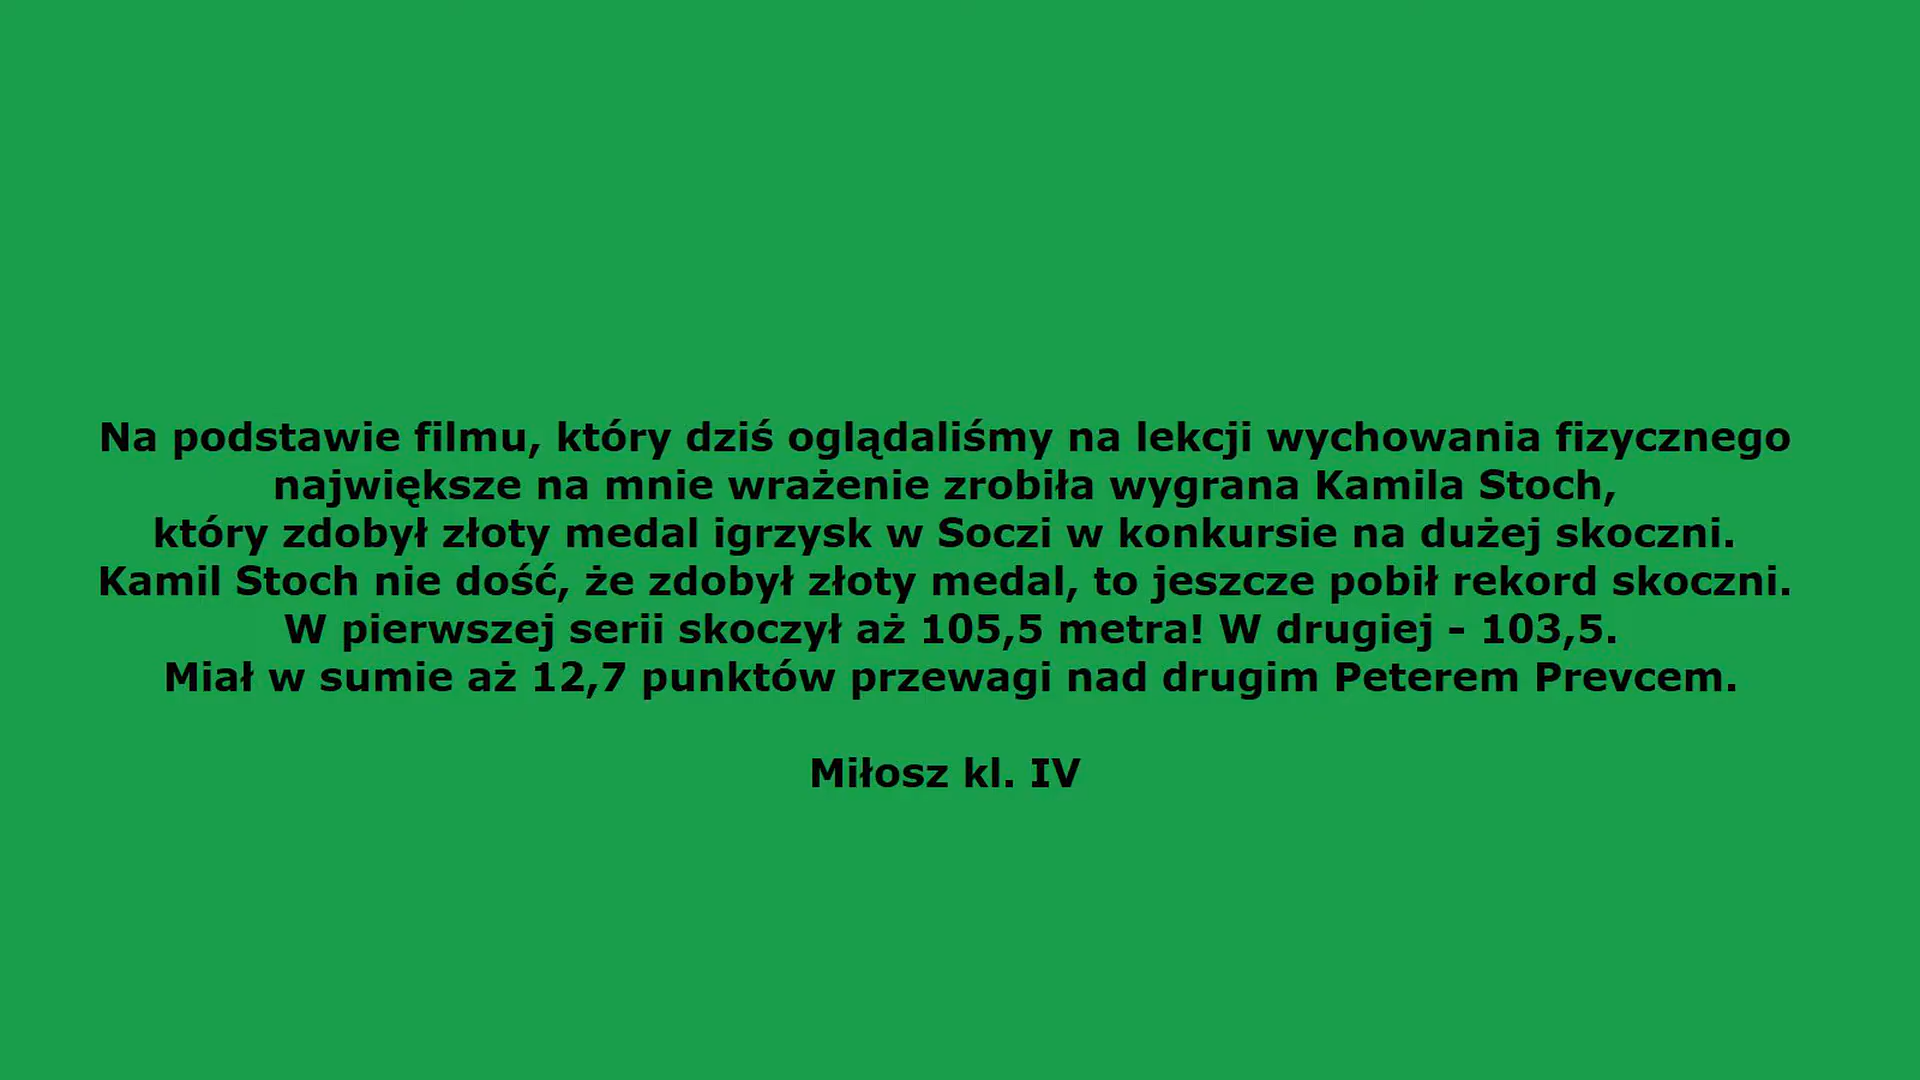 Na podstawie filmu, który dziś oglądaliśmy na lekcji wychowania fizycznego
największe na mnie wrażenie zrobiła wygrana Kamila Stoch,
który zdobył złoty medal igrzysk w Soczi w konkursie na dużej skoczni.
Kamil Stoch nie dość, że zdobył złoty medal, to jeszcze pobił rekord skoczni.
W pierwszej serii skoczył aż 105,5 metra! W drugiej - 103,5.
Miał w sumie aż 12,7 punktów przewagi nad drugim Peterem Prevcem.
Miłosz kl. IV